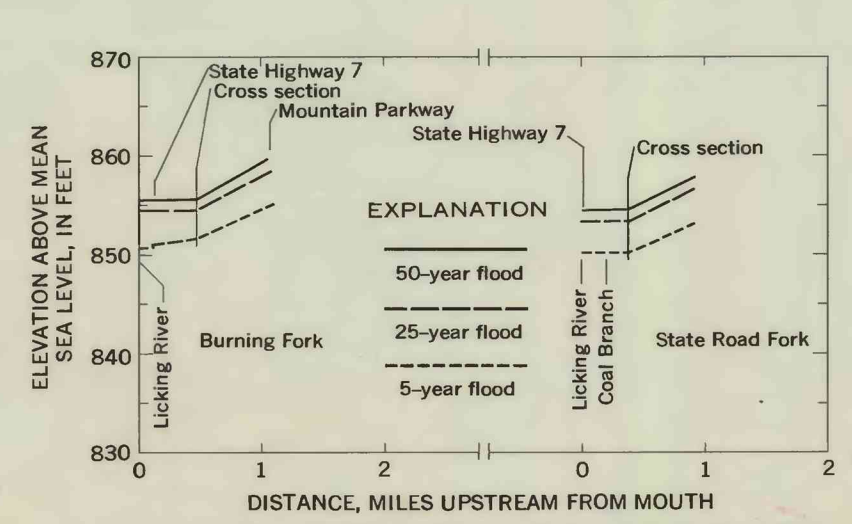 870
860
850
840
830
ELEVATION ABOVE MEAN
SEA LEVEL, IN FEET
State Highway 7
Cross section
Mountain Parkway
Licking River
Burning Fork
EXPLANATION
50-year flood
25-year flood
5-year flood
State Highway 7
Cross section
Licking River
Coal Branch
State Road Fork
0
1
2
0
1
2
DISTANCE, MILES UPSTREAM FROM MOUTH